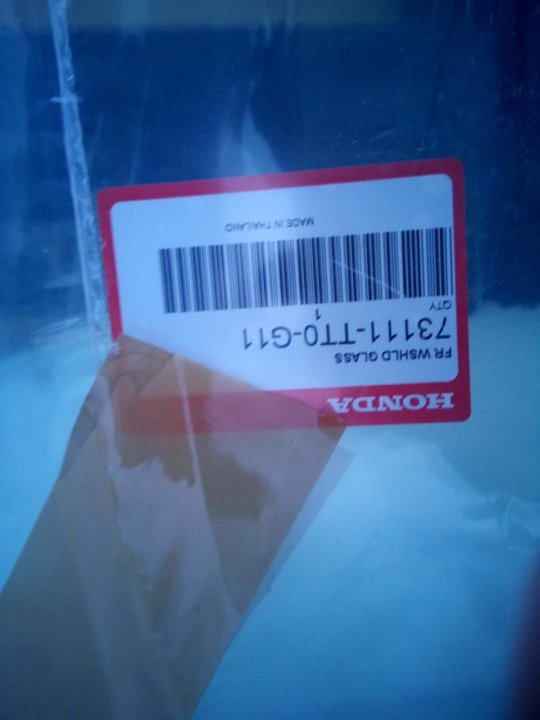 HONDA
FR WSHLD GLASS
73111-TT0-G11
QTY 1
MADE IN THAILAND